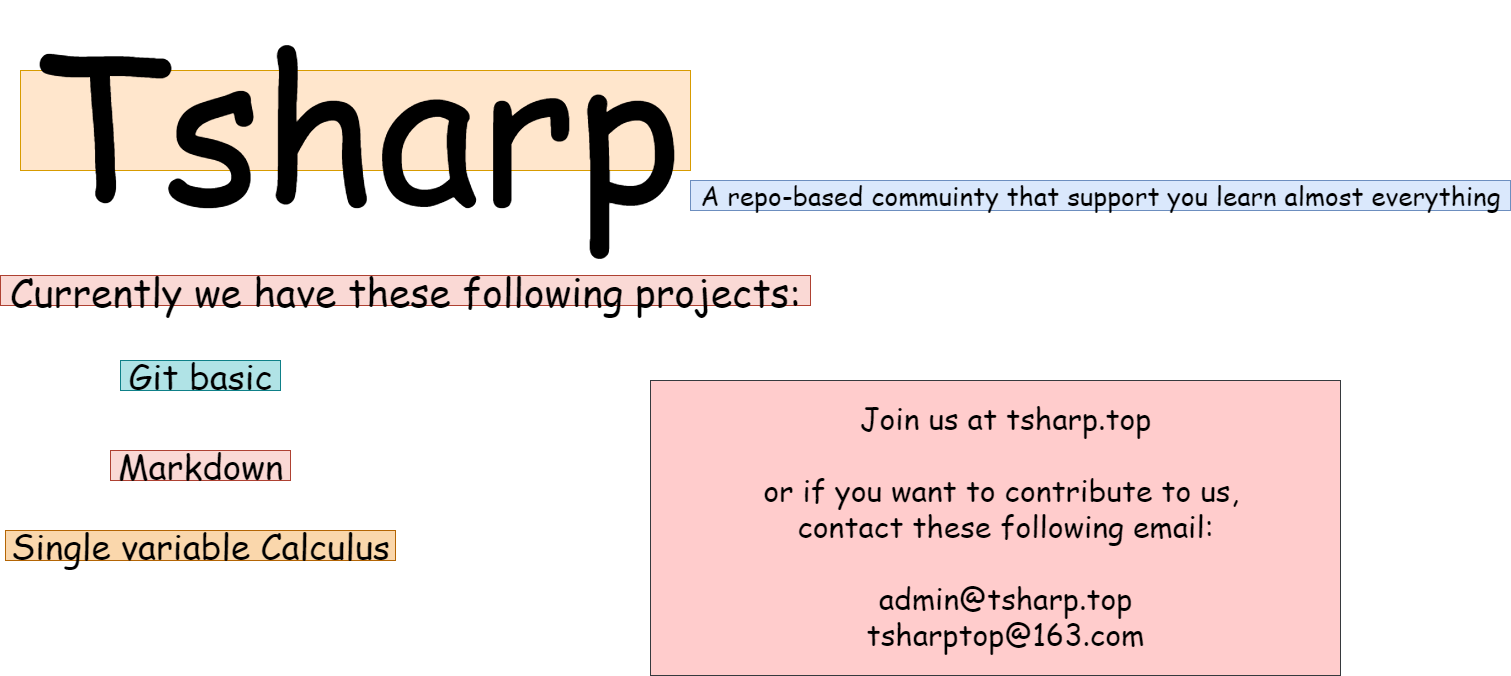 Tsharp
A repo-based commuinty that support you learn almost everything
Currently we have these following projects:
Git basic
Markdown
Single variable Calculus
Join us at tsharp.top
or if you want to contribute to us,
contact these following email:
admin@tsharp.top
tsharptop@163.com